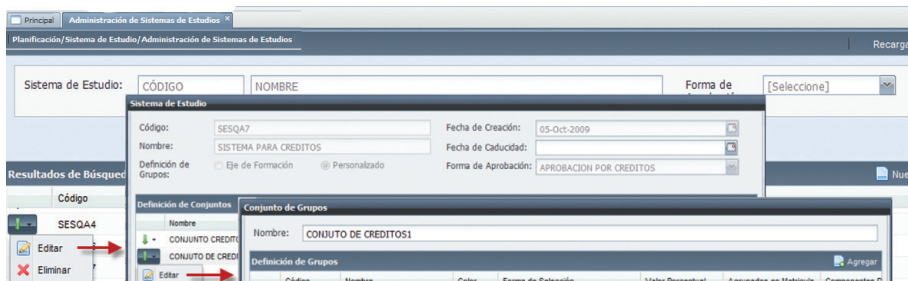 Principal Administración de Sistemas de Estudios
Planificación/Sistema de Estudio/Administración de Sistemas de Estudios
Recarga
Sistema de Estudio: CÓDIGO NOMBRE Forma de [Seleccione]
Sistema de Estudio
Código: SESQA7 Fecha de Creación: 05-Oct-2009
Nombre: SISTEMA PARA CREDITOS Fecha de Caducidad:
Definición de Grupos: Eje de Formación Personalizado Forma de Aprobación: APROBACION POR CREDITOS
Resultados de Búsqued Nue
Código
Definición de Conjuntos
Conjunto de Grupos
Nombre
SESQA4
CONJUNTO CREDITO
Nombre: CONJUTO DE CREDITOS1
Editar
CONJUTO DE CREDI
Definición de Grupos Agregar
Eliminar
Editar
Código Nombre Color Forma de Selección Valor Porcentual Agrupados en Matrícula Componentes